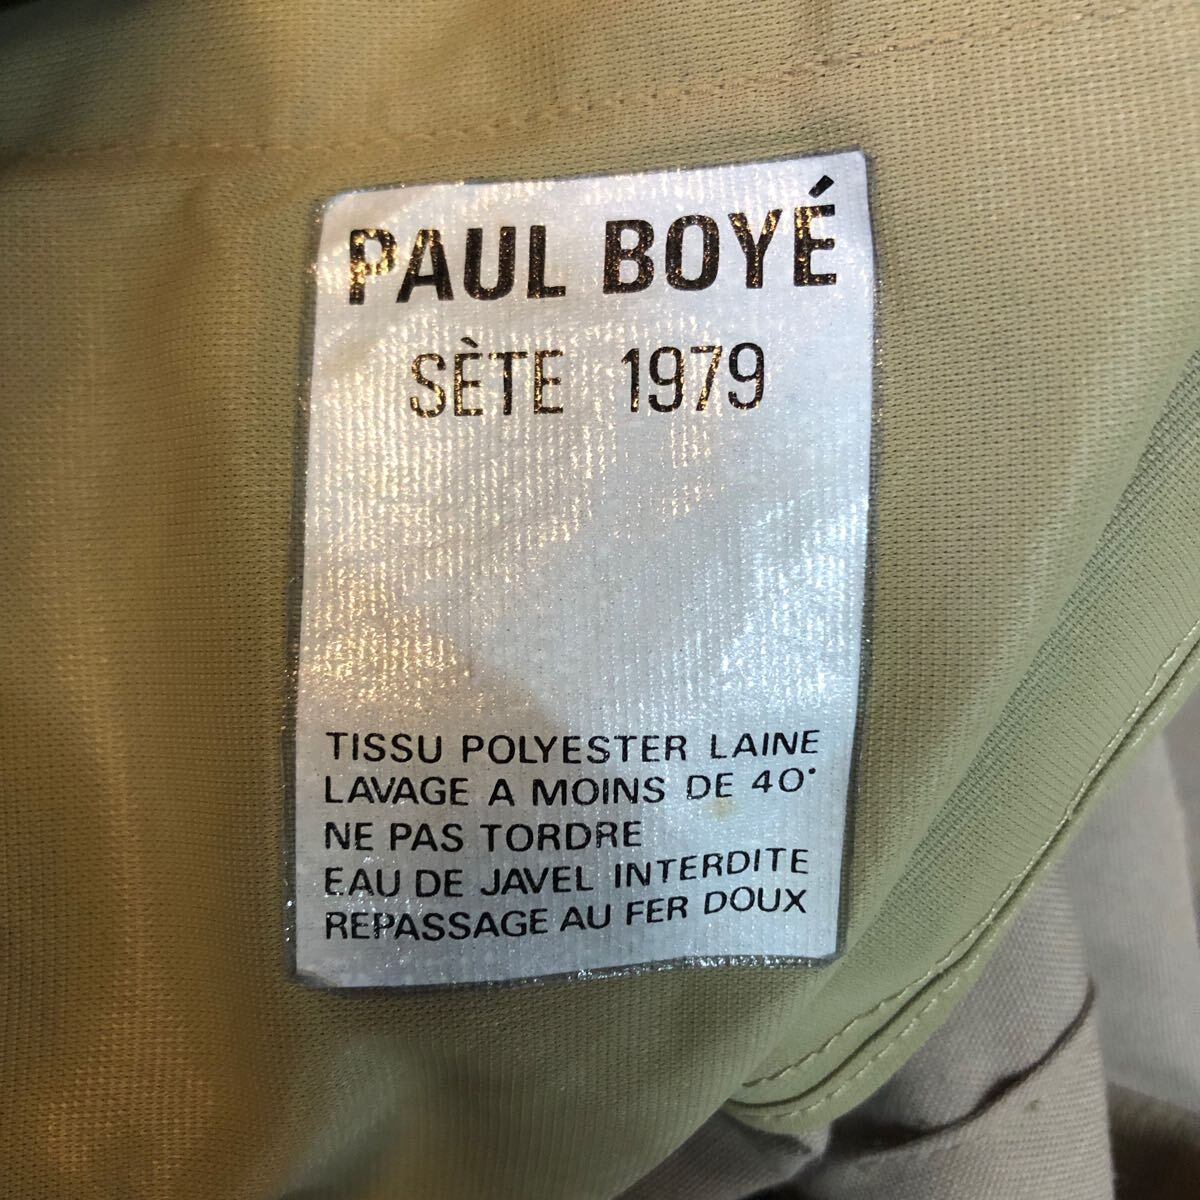 PAUL BOYÉ
SÈTE 1979
TISSU POLYESTER LAINE
LAVAGE A MOINS DE 40°
NE PAS TORDRE
EAU DE JAVEL INTERDITE
REPASSAGE AU FER DOUX